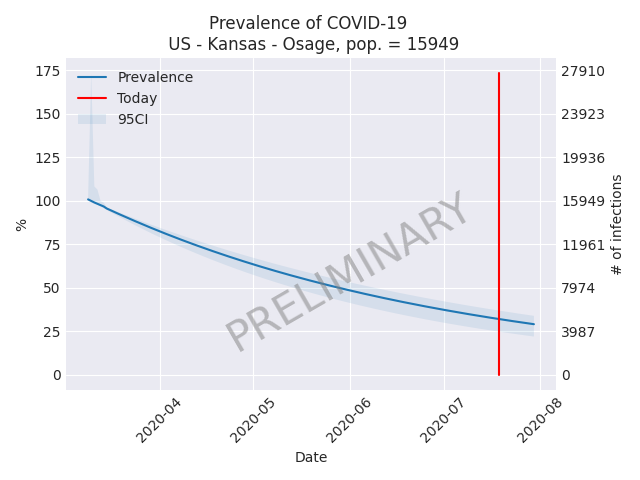 Prevalence of COVID-19
US - Kansas - Osage, pop. = 15949
175
150
125
100
75
50
25
0
%
Prevalence
Today
95CI
PRELIMINARY
27910
23923
19936
15949
11961
7974
3987
0
# of infections
2020-04
2020-05
2020-06
2020-07
2020-08
Date